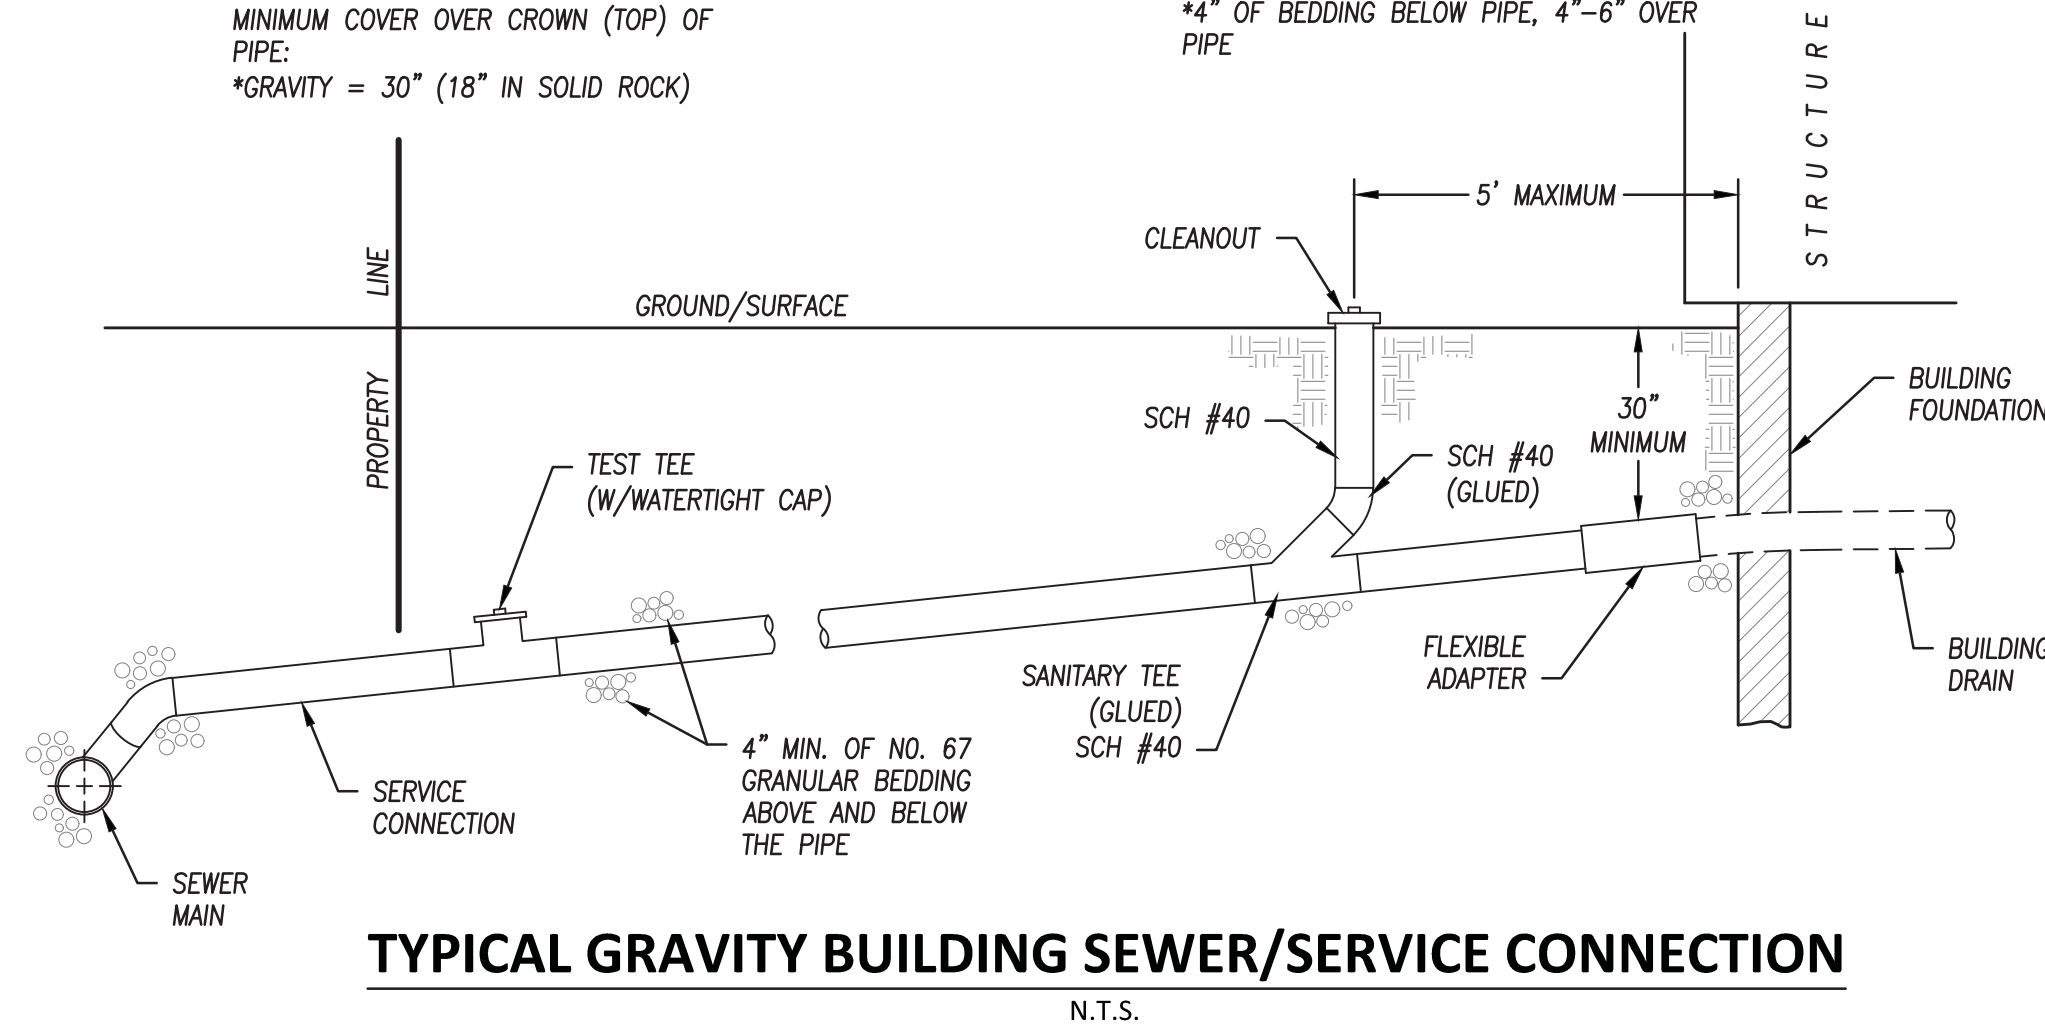 MINIMUM COVER OVER CROWN (TOP) OF
PIPE:
*GRAVITY = 30" (18" IN SOLID ROCK)
*4" OF BEDDING BELOW PIPE, 4"-6" OVER
PIPE
STRUCTURE
5' MAXIMUM
CLEANOUT
PROPERTY LINE
GROUND/SURFACE
30"
MINIMUM
BUILDING
FOUNDATION
SCH #40
SCH #40
(GLUED)
TEST TEE
(W/WATERTIGHT CAP)
FLEXIBLE
ADAPTER
BUILDING
DRAIN
SANITARY TEE
(GLUED)
SCH #40
4" MIN. OF NO. 67
GRANULAR BEDDING
ABOVE AND BELOW
THE PIPE
SERVICE
CONNECTION
SEWER
MAIN
TYPICAL GRAVITY BUILDING SEWER/SERVICE CONNECTION
N.T.S.